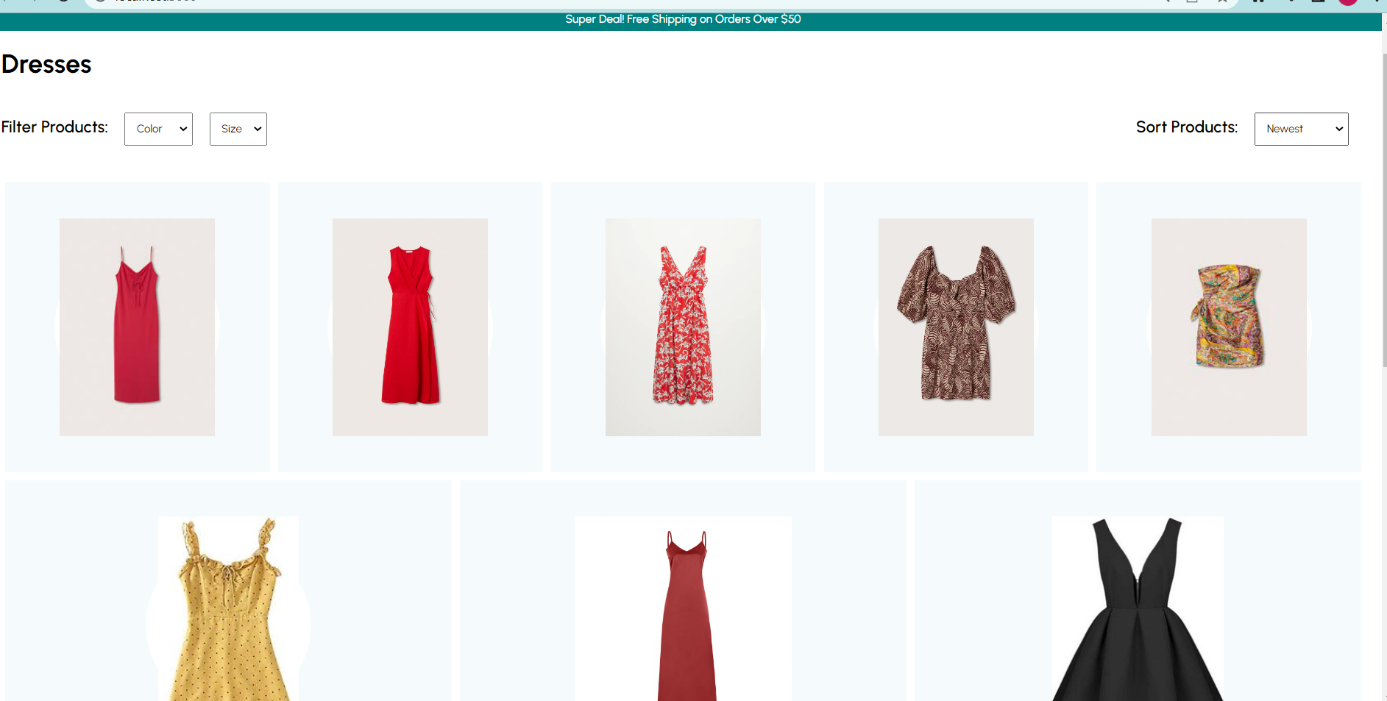 Super Deal! Free Shipping on Orders Over $50
Dresses
Filter Products:
Color
Size
Sort Products:
Newest